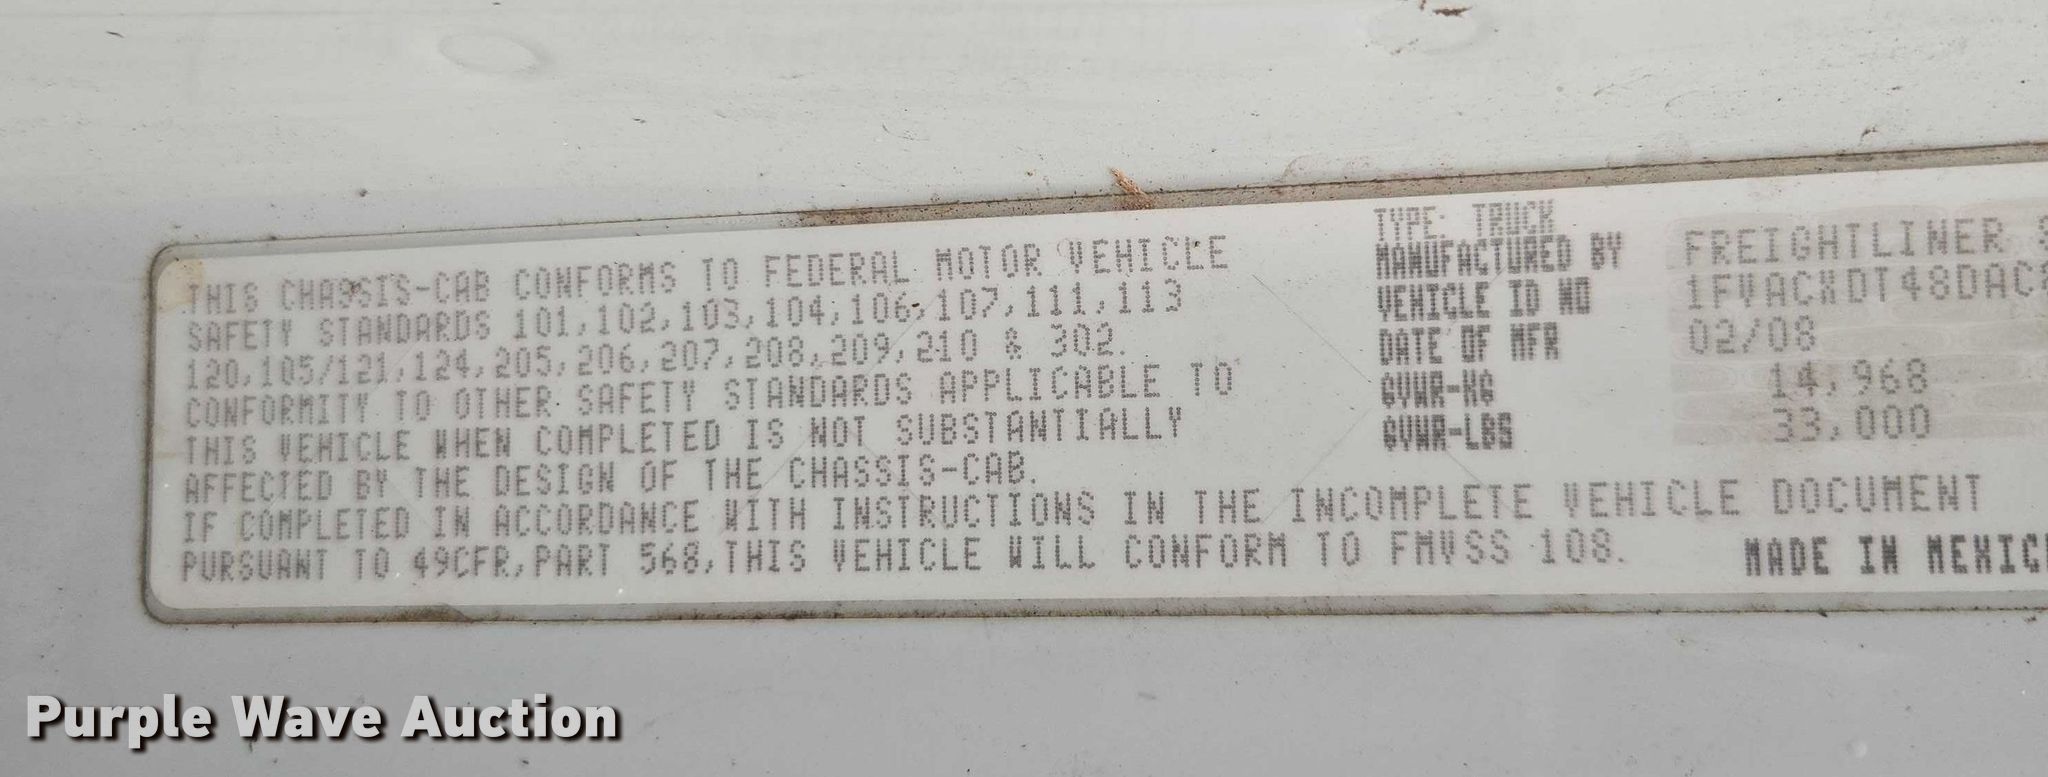 THIS CHASSIS-CAB CONFORMS TO FEDERAL MOTOR VEHICLE
SAFETY STANDARDS 101,102,103,104,106,107,111,113
120,105/121,124,205,206,207,208,209,210 & 302.
CONFORMITY TO OTHER SAFETY STANDARDS APPLICABLE TO
THIS VEHICLE WHEN COMPLETED IS NOT SUBSTANTIALLY
AFFECTED BY THE DESIGN OF THE CHASSIS-CAB.
IF COMPLETED IN ACCORDANCE WITH INSTRUCTIONS IN THE INCOMPLETE VEHICLE DOCUMENT
PURSUANT TO 49CFR,PART 568,THIS VEHICLE WILL CONFORM TO FMVSS 108.
TYPE: TRUCK
MANUFACTURED BY FREIGHTLINER
VEHICLE ID NO 1FVACXDT48DAC
DATE OF MFR 02/08
GVWR-KG 14,968
GVWR-LBS 33,000
MADE IN MEXIC
Purple Wave Auction